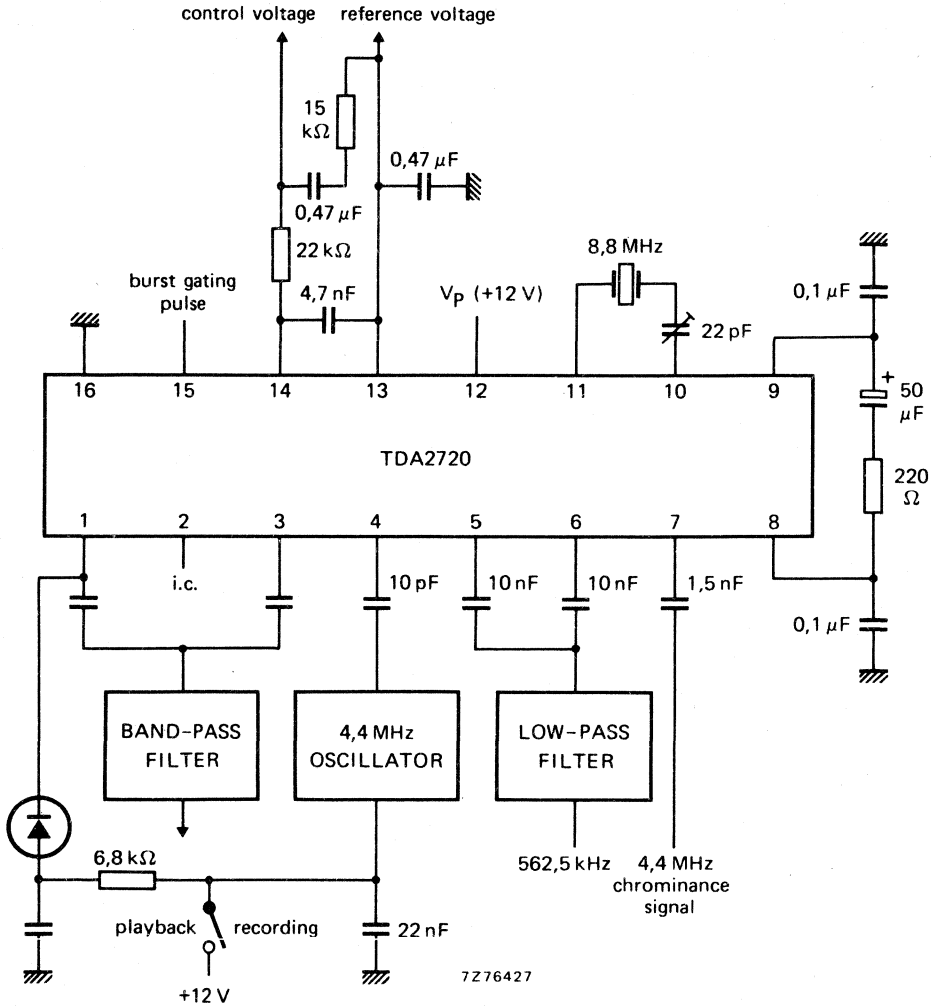 control voltage
reference voltage
15
kΩ
0,47 μF
0,47 μF
22 kΩ
8,8 MHz
burst gating
pulse
4,7 nF
VP (+12 V)
0,1 μF
22 pF
16
15
14
13
12
11
10
9
+
50
μF
TDA2720
220
Ω
1
2
3
4
5
6
7
8
i.c.
10 pF
10 nF
10 nF
1,5 nF
0,1 μF
BAND-PASS
FILTER
4,4 MHz
OSCILLATOR
LOW-PASS
FILTER
6,8 kΩ
562,5 kHz
4,4 MHz
chrominance
signal
playback
recording
22 nF
+12 V
7Z76427